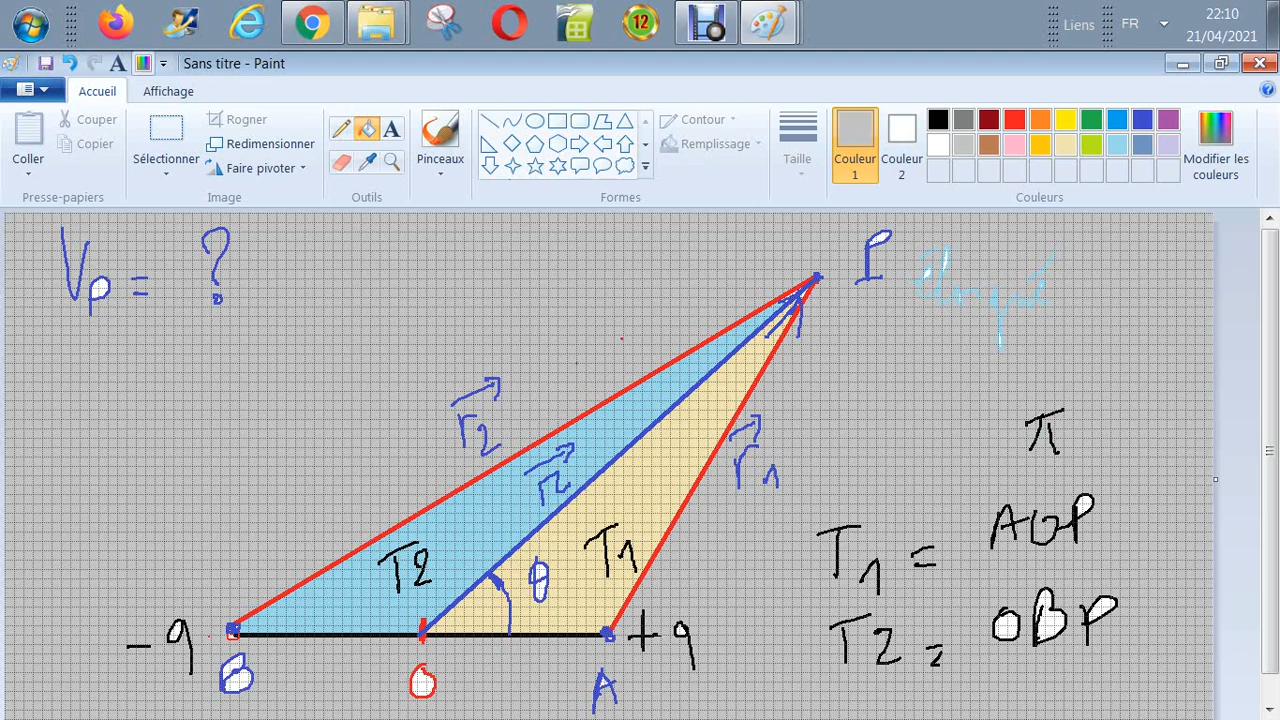 12
Liens
FR
22:10
21/04/2021
Sans titre - Paint
Accueil
Affichage
Coller
Couper
Copier
Presse-papiers
Sélectionner
Rogner
Redimensionner
Faire pivoter
Image
A
Outils
Pinceaux
Contour
Remplissage
Formes
Taille
Couleur
1
Couleur
2
Modifier les
couleurs
Couleurs
Vp = ?
P
r2
r
r1
π
T2
θ
T1
T1 = AOP
T2 = OBP
-q
+q
B
O
A